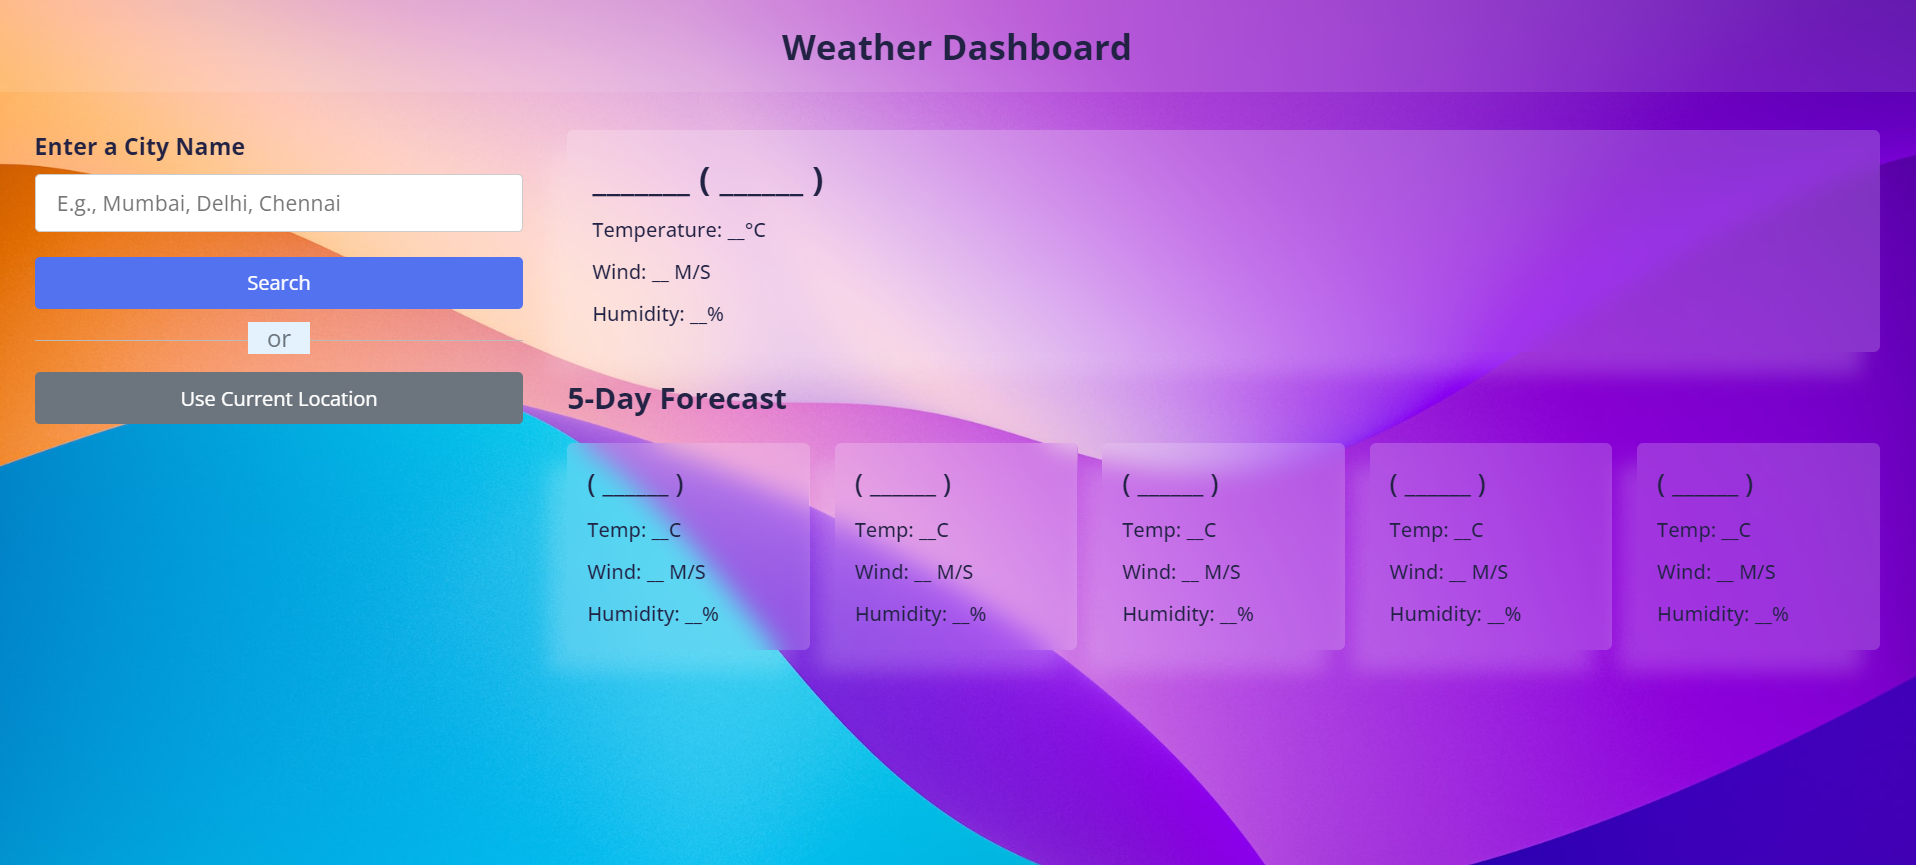 Weather Dashboard
Enter a City Name
E.g., Mumbai, Delhi, Chennai
Search
or
Use Current Location
_______ ( ______ )
Temperature: __°C
Wind: __ M/S
Humidity: __%
5-Day Forecast
( ______ )
Temp: __C
Wind: __ M/S
Humidity: __%
( ______ )
Temp: __C
Wind: __ M/S
Humidity: __%
( ______ )
Temp: __C
Wind: __ M/S
Humidity: __%
( ______ )
Temp: __C
Wind: __ M/S
Humidity: __%
( ______ )
Temp: __C
Wind: __ M/S
Humidity: __%